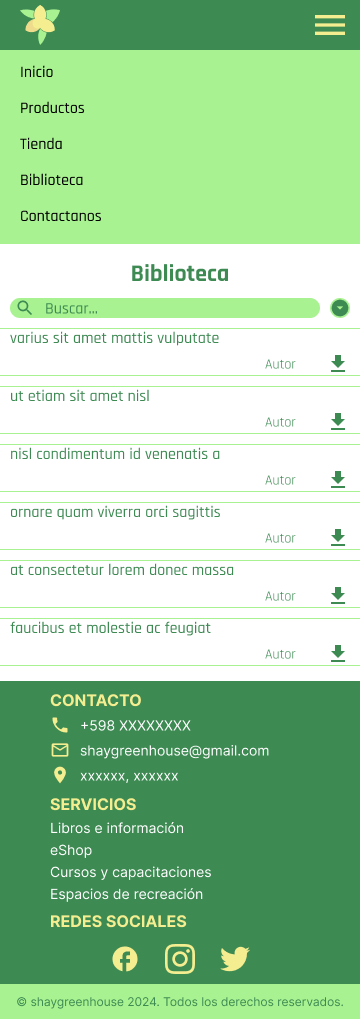 Inicio
Productos
Tienda
Biblioteca
Contactanos
Biblioteca
Buscar...
varius sit amet mattis vulputate
Autor
ut etiam sit amet nisl
Autor
nisl condimentum id venenatis a
Autor
ornare quam viverra orci sagittis
Autor
at consectetur lorem donec massa
Autor
faucibus et molestie ac feugiat
Autor
CONTACTO
+598 XXXXXXXX
shaygreenhouse@gmail.com
xxxxxx, xxxxxx
SERVICIOS
Libros e información
eShop
Cursos y capacitaciones
Espacios de recreación
REDES SOCIALES
© shaygreenhouse 2024. Todos los derechos reservados.